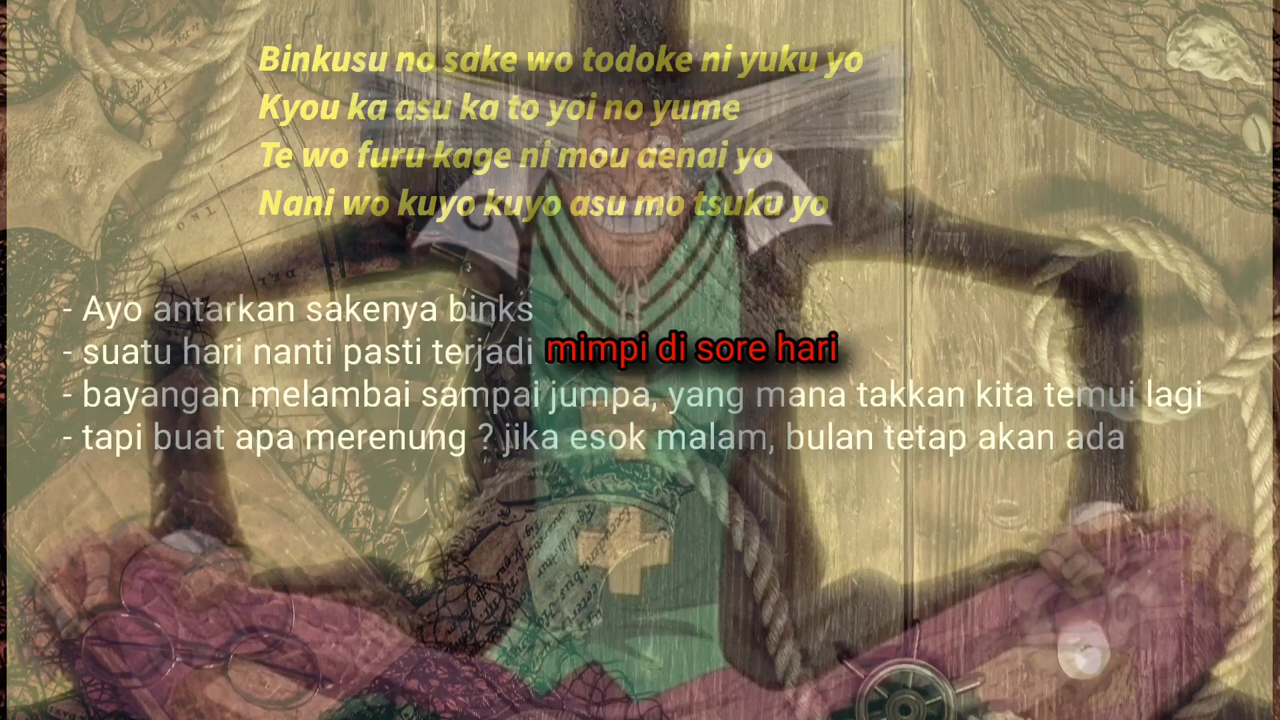 Binkusu no sake wo todoke ni yuku yo
Kyou ka asu ka to yoi no yume
Te wo furu kage ni mou aenai yo
Nani wo kuyo kuyo asu mo tsuku yo
- Ayo antarkan sakenya binks
- suatu hari nanti pasti terjadi mimpi di sore hari
- bayangan melambai sampai jumpa, yang mana takkan kita temui lagi
- tapi buat apa merenung ? jika esok malam, bulan tetap akan ada